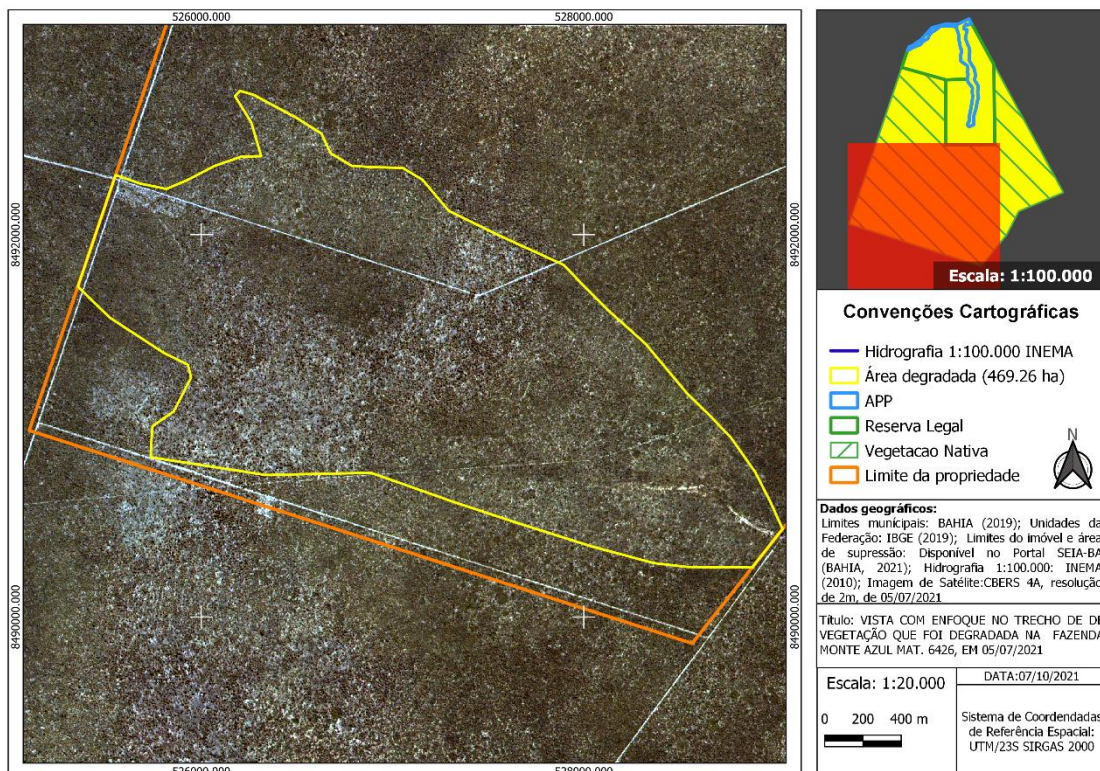 526000.000
528000.000
8492000.000
8492000.000
8490000.000
8490000.000
526000.000
528000.000
Escala: 1:100.000
Convenções Cartográficas
Hidrografia 1:100.000 INEMA
Área degradada (469.26 ha)
APP
Reserva Legal
Vegetacao Nativa
Limite da propriedade
N
Dados geográficos:
Limites munícipais: BAHIA (2019); Unidades da
Federação: IBGE (2019); Limites do imóvel e área
de supressão: Disponível no Portal SEIA-BA
(BAHIA, 2021); Hidrografia 1:100.000: INEMA
(2010); Imagem de Satélite:CBERS 4A, resolução
de 2m, de 05/07/2021
Título: VISTA COM ENFOQUE NO TRECHO DE DE
VEGETAÇÃO QUE FOI DEGRADADA NA FAZENDA
MONTE AZUL MAT. 6426, EM 05/07/2021
Escala: 1:20.000
0 200 400 m
DATA:07/10/2021
Sistema de Coordendadas
de Referência Espacial:
UTM/23S SIRGAS 2000